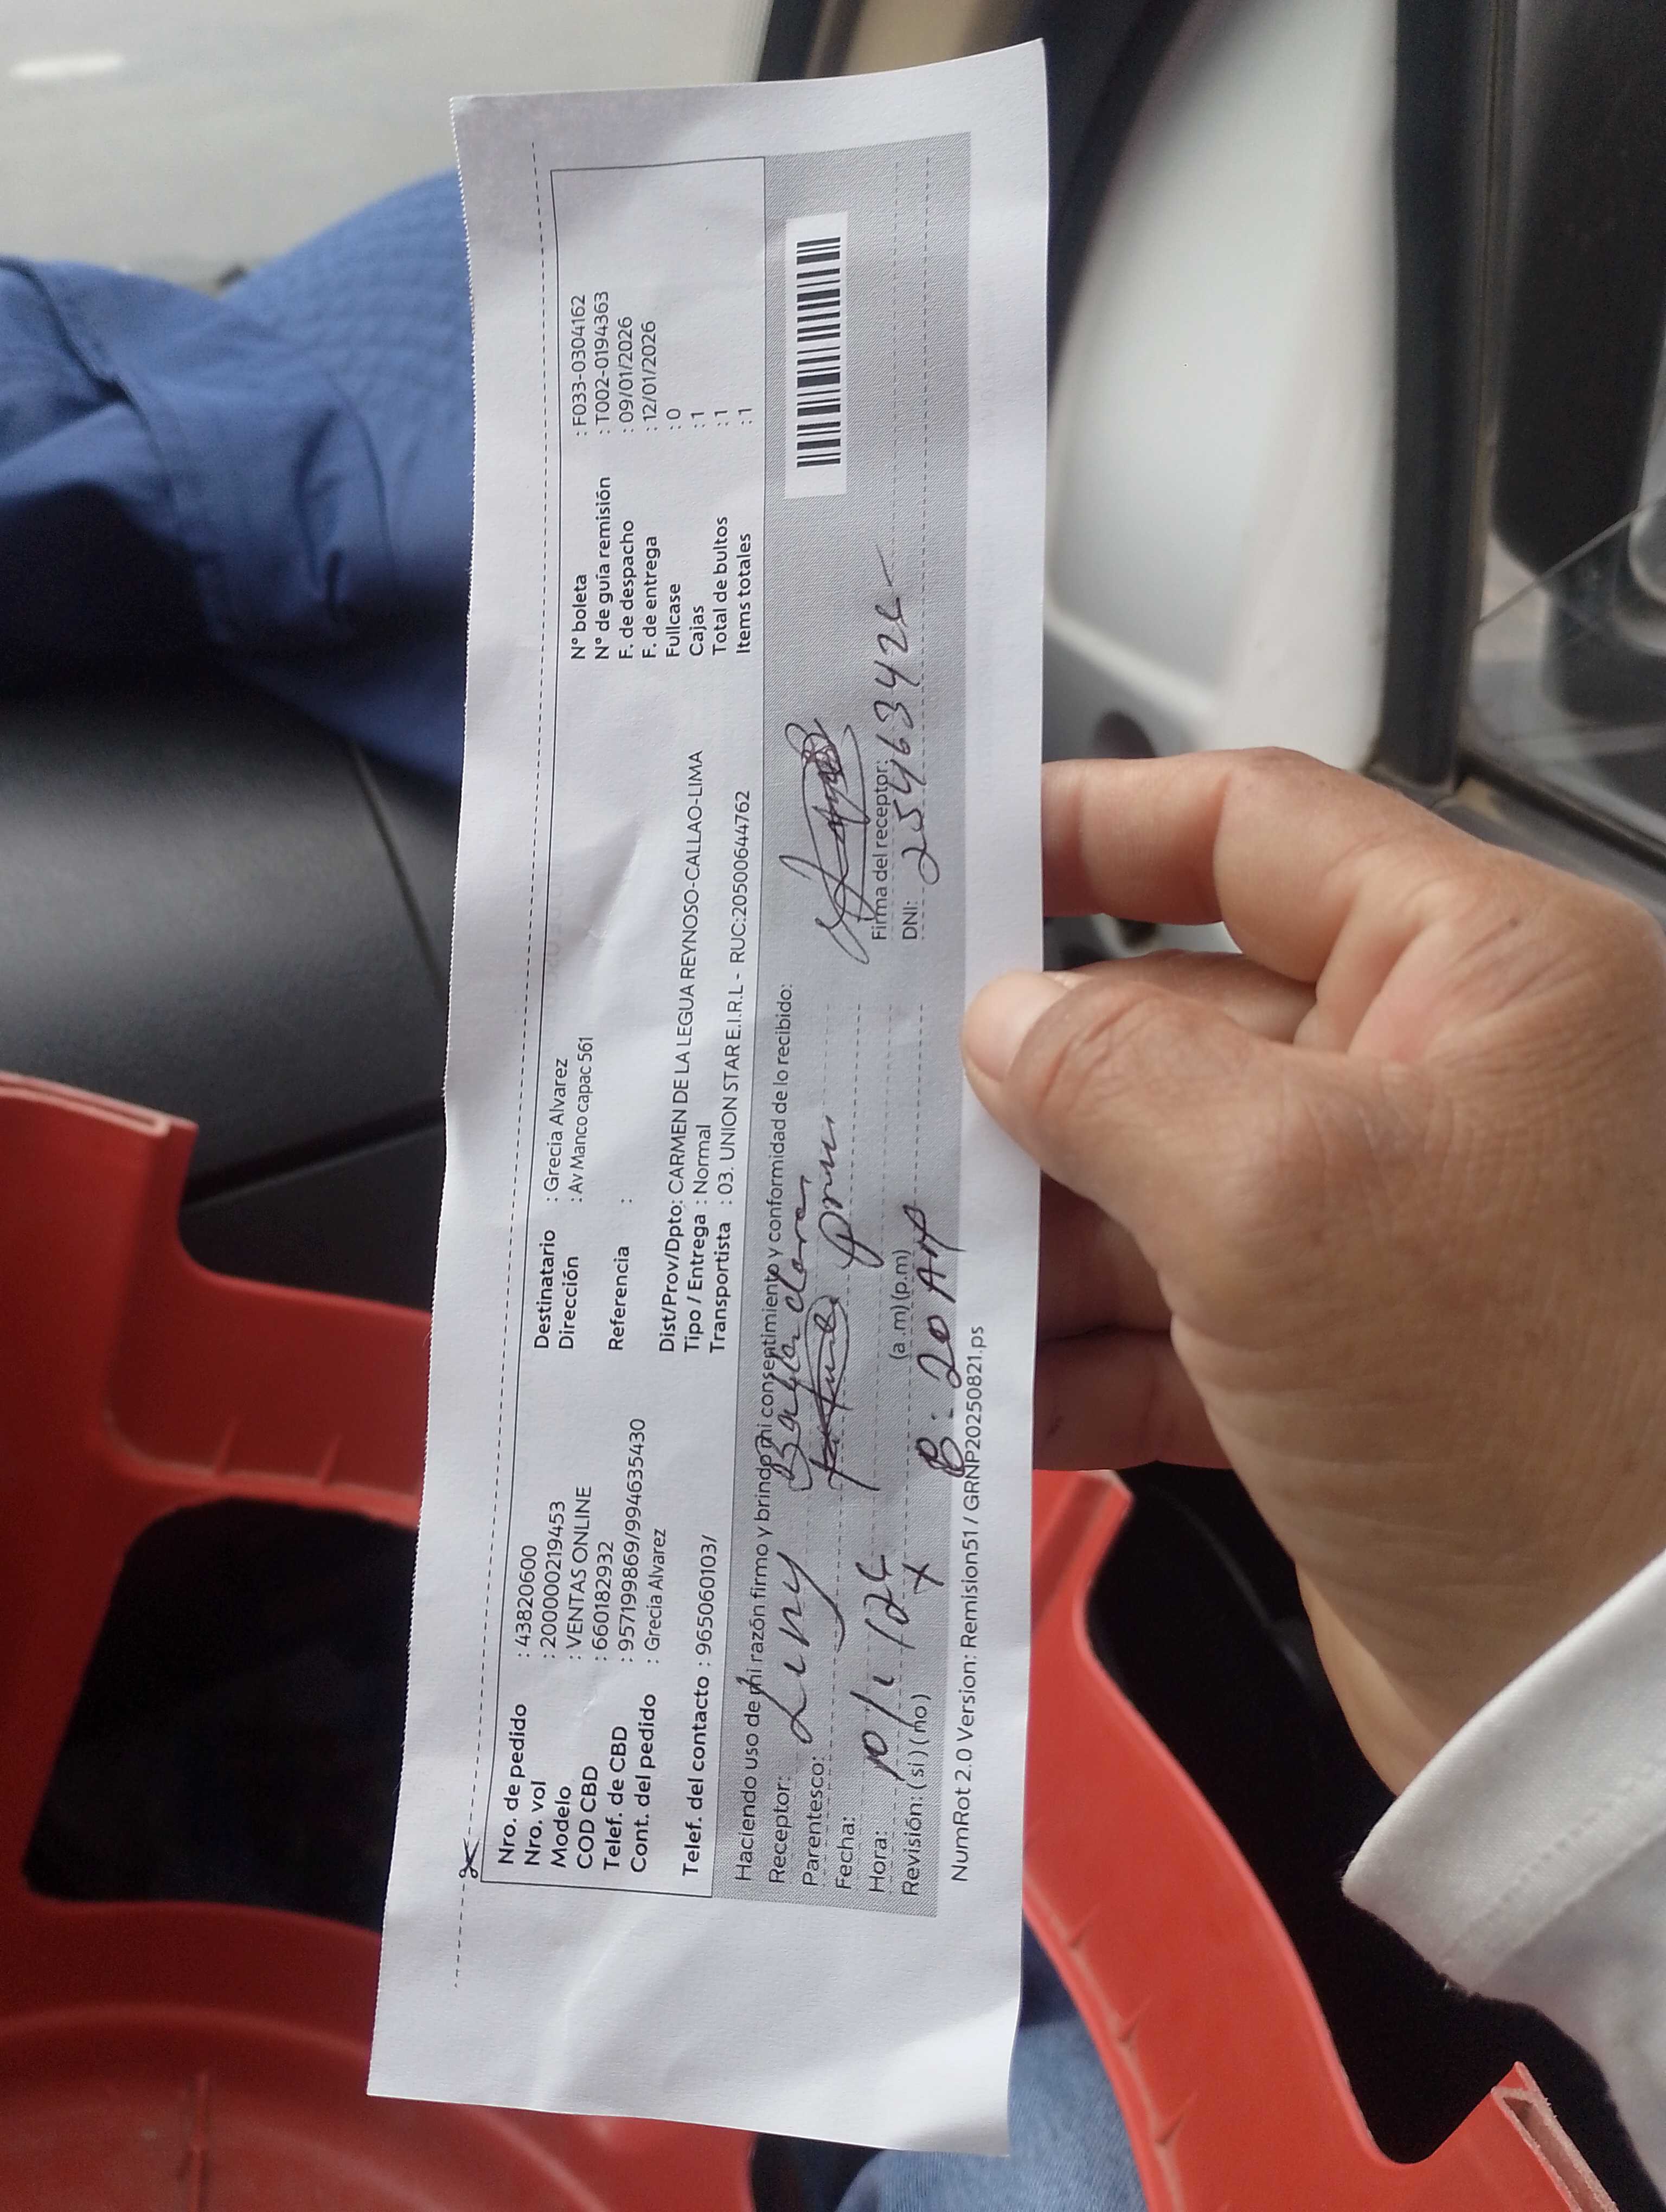 Nro. de pedido : 43820600
Nro. vol : 200000219453
Modelo : VENTAS ONLINE
COD CBD : 660182932
Telef. de CBD : 957199869/994635430
Cont. del pedido : Grecia Alvarez
Telef. del contacto : 965060103/
Destinatario : Grecia Alvarez
Dirección : Av Manco capac 561
Referencia :
Dist/Prov/Dpto: CARMEN DE LA LEGUA REYNOSO-CALLAO-LIMA
Tipo / Entrega : Normal
Transportista : 03. UNION STAR E.I.R.L - RUC:20500644762
N° boleta : F033-0304162
N° de guía remisión : T002-0194363
F. de despacho : 09/01/2026
F. de entrega : 12/01/2026
Fullcase : 0
Cajas : 1
Total de bultos : 1
Items totales : 1
Haciendo uso de mi razón firmo y brindo mi consentimiento y conformidad de lo recibido:
Receptor: Liny
Parentesco:
Fecha: 10/1/26
Hora: (a.m) (p.m)
Revisión: (si) (no) X 20 AM
Firma del receptor:
DNI: 25463426
NumRot 2.0 Version: Remision51 / GRNP20250821.ps